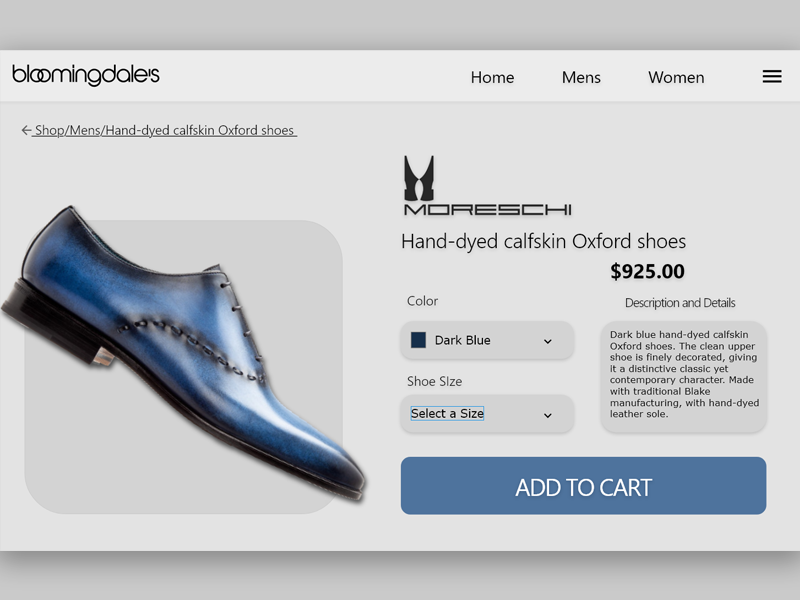 bloomingdale's
Home
Mens
Women
Shop/Mens/Hand-dyed calfskin Oxford shoes
MORESCHI
Hand-dyed calfskin Oxford shoes
$925.00
Color
Description and Details
Dark Blue
Dark blue hand-dyed calfskin
Oxford shoes. The clean upper
shoe is finely decorated, giving
it a distinctive classic yet
contemporary character. Made
with traditional Blake
manufacturing, with hand-dyed
leather sole.
Shoe SIze
Select a Size
ADD TO CART